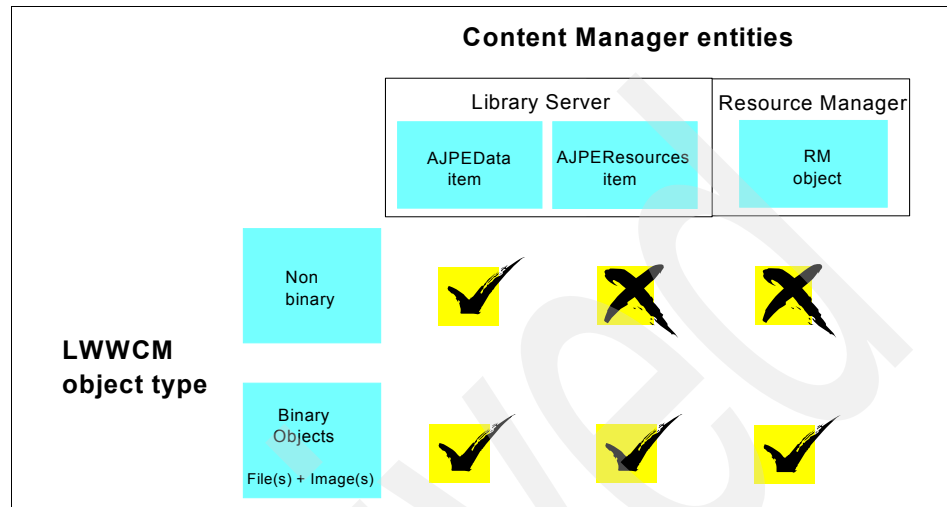 Content Manager entities
Library Server
Resource Manager
AJPEData
item
AJPEResources
item
RM
object
Non
binary
LWWCM
object type
Binary
Objects
File(s) + Image(s)